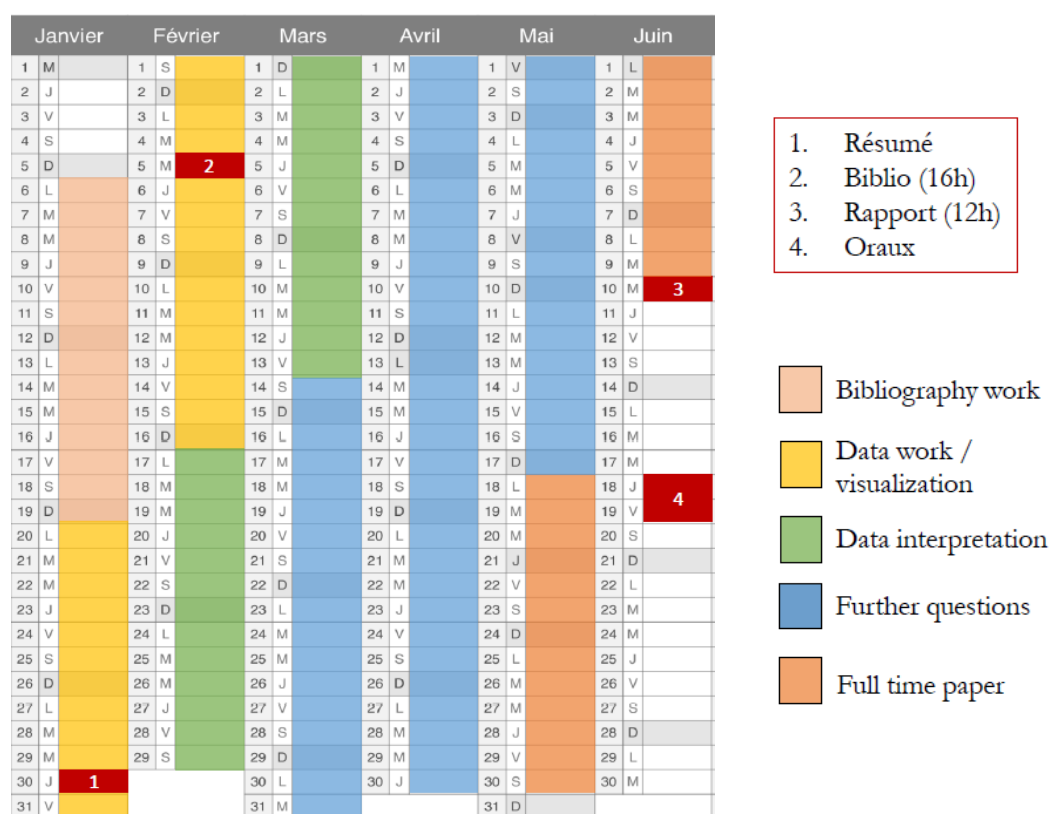 Janvier Février Mars Avril Mai Juin
1 M 1 S 1 D 1 M 1 V 1 L
2 J 2 D 2 L 2 J 2 S 2 M
3 V 3 L 3 M 3 V 3 D 3 M
4 S 4 M 4 M 4 S 4 L 4 J
5 D 5 M 2 5 J 5 D 5 M 5 V
6 L 6 J 6 V 6 L 6 M 6 S
7 M 7 V 7 S 7 M 7 J 7 D
8 M 8 S 8 D 8 M 8 V 8 L
9 J 9 D 9 L 9 J 9 S 9 M
10 V 10 L 10 M 10 V 10 D 10 M 3
11 S 11 M 11 M 11 S 11 L 11 J
12 D 12 M 12 J 12 D 12 M 12 V
13 L 13 J 13 V 13 L 13 M 13 S
14 M 14 V 14 S 14 M 14 J 14 D
15 M 15 S 15 D 15 M 15 V 15 L
16 J 16 D 16 L 16 J 16 S 16 M
17 V 17 L 17 M 17 V 17 D 17 M
18 S 18 M 18 M 18 S 18 L 18 J
4
19 D 19 M 19 J 19 D 19 M 19 V
20 L 20 J 20 V 20 L 20 M 20 S
21 M 21 V 21 S 21 M 21 J 21 D
22 M 22 S 22 D 22 M 22 V 22 L
23 J 23 D 23 L 23 J 23 S 23 M
24 V 24 L 24 M 24 V 24 D 24 M
25 S 25 M 25 M 25 S 25 L 25 J
26 D 26 M 26 J 26 D 26 M 26 V
27 L 27 J 27 V 27 L 27 M 27 S
28 M 28 V 28 S 28 M 28 J 28 D
29 M 29 S 29 D 29 M 29 V 29 L
30 J 1 30 L 30 J 30 S 30 M
31 V 31 M 31 D
1. Résumé
2. Biblio (16h)
3. Rapport (12h)
4. Oraux
Bibliography work
Data work /
visualization
Data interpretation
Further questions
Full time paper